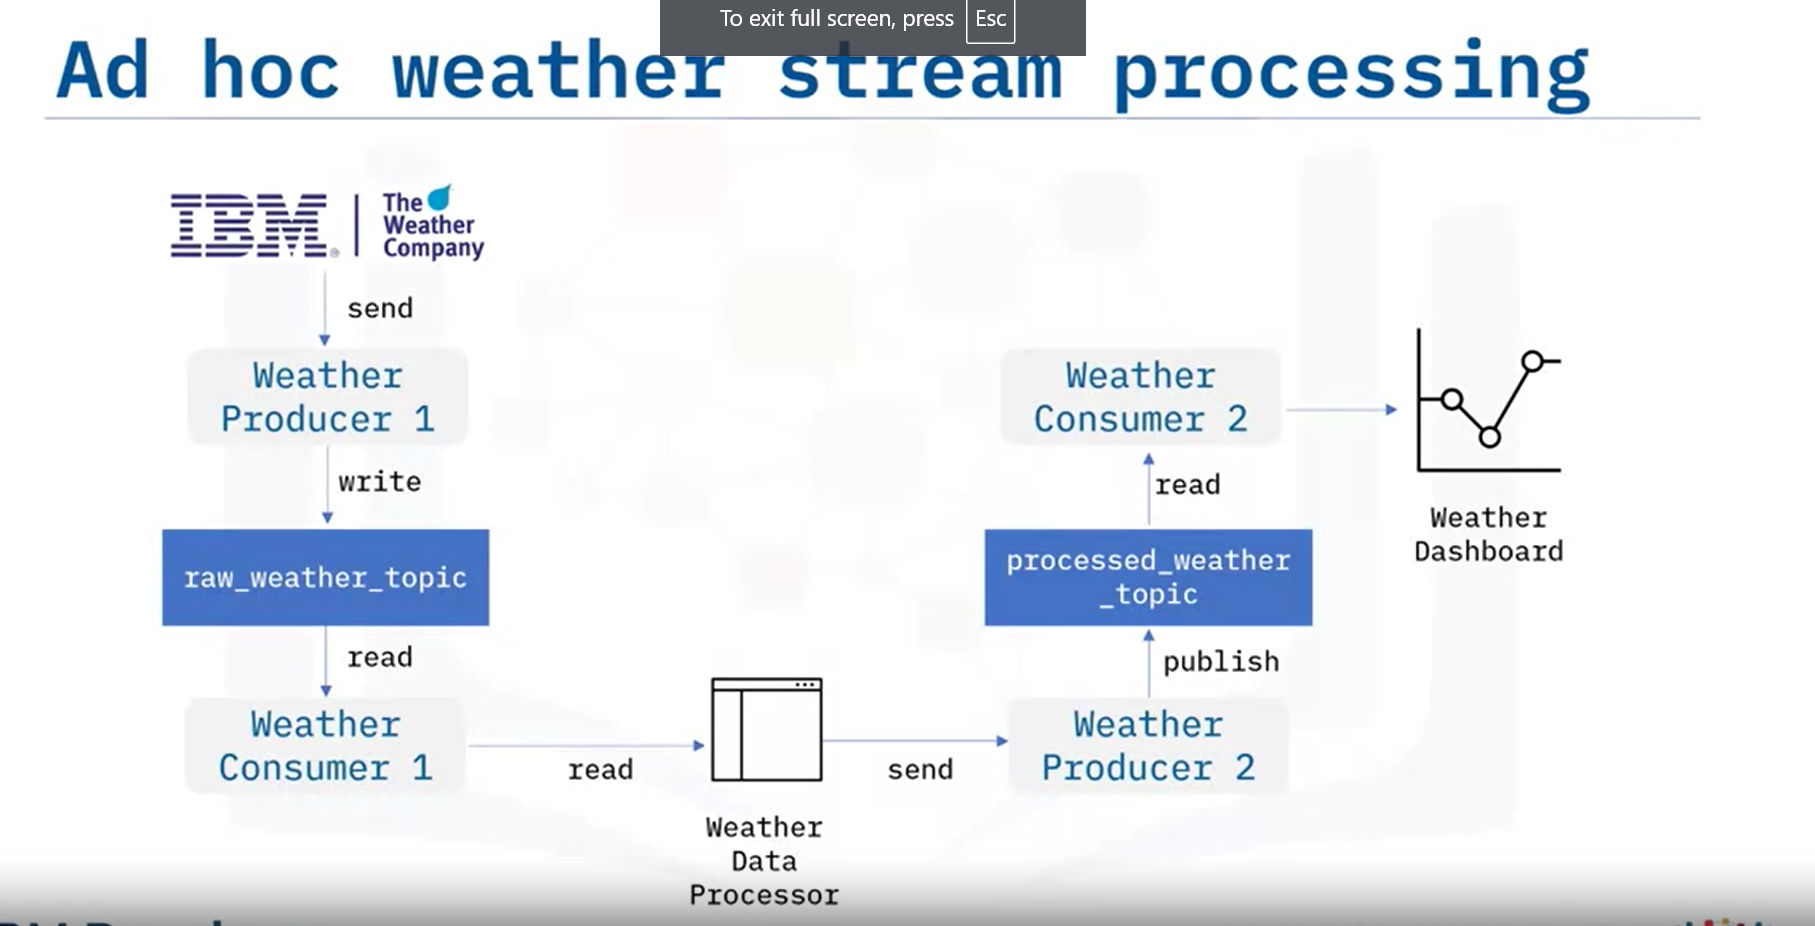 To exit full screen, press Esc
Ad hoc weather stream processing
IBM
The
Weather
Company
send
Weather
Producer 1
write
raw_weather_topic
read
Weather
Consumer 1
read
Weather
Data
Processor
send
Weather
Producer 2
publish
processed_weather
_topic
read
Weather
Consumer 2
Weather
Dashboard